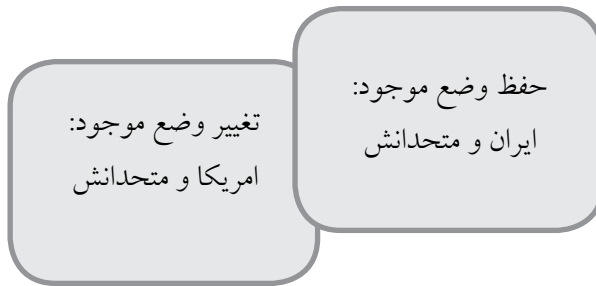 حفظ وضع موجود:
ایران و متحدانش
تغییر وضع موجود:
امریکا و متحدانش